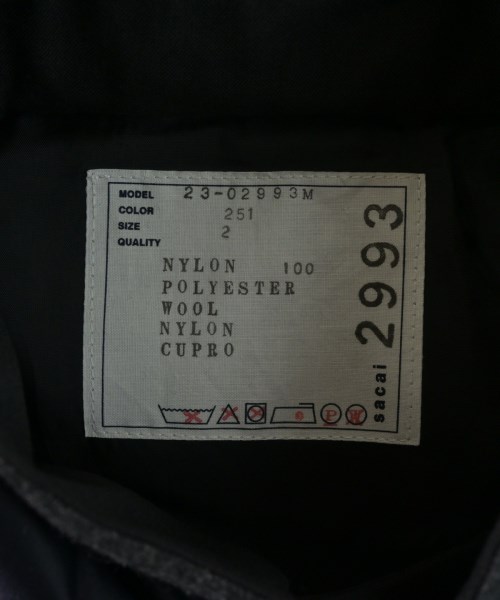 MODEL 23-02993M
COLOR 251
SIZE 2
QUALITY
NYLON 100
POLYESTER
WOOL
NYLON
CUPRO
e P W
sacai 2993